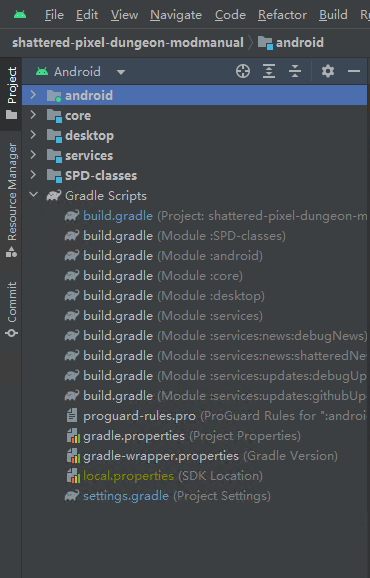 File Edit View Navigate Code Refactor Build
shattered-pixel-dungeon-modmanual android
Project
Resource Manager
Commit
Android
android
core
desktop
services
SPD-classes
Gradle Scripts
build.gradle (Project: shattered-pixel-dungeon-m
build.gradle (Module :SPD-classes)
build.gradle (Module :android)
build.gradle (Module :core)
build.gradle (Module :desktop)
build.gradle (Module :services)
build.gradle (Module :services:news:debugNews)
build.gradle (Module :services:news:shatteredNe
build.gradle (Module :services:updates:debugUp
build.gradle (Module :services:updates:githubUp
proguard-rules.pro (ProGuard Rules for ":androi
gradle.properties (Project Properties)
gradle-wrapper.properties (Gradle Version)
local.properties (SDK Location)
settings.gradle (Project Settings)